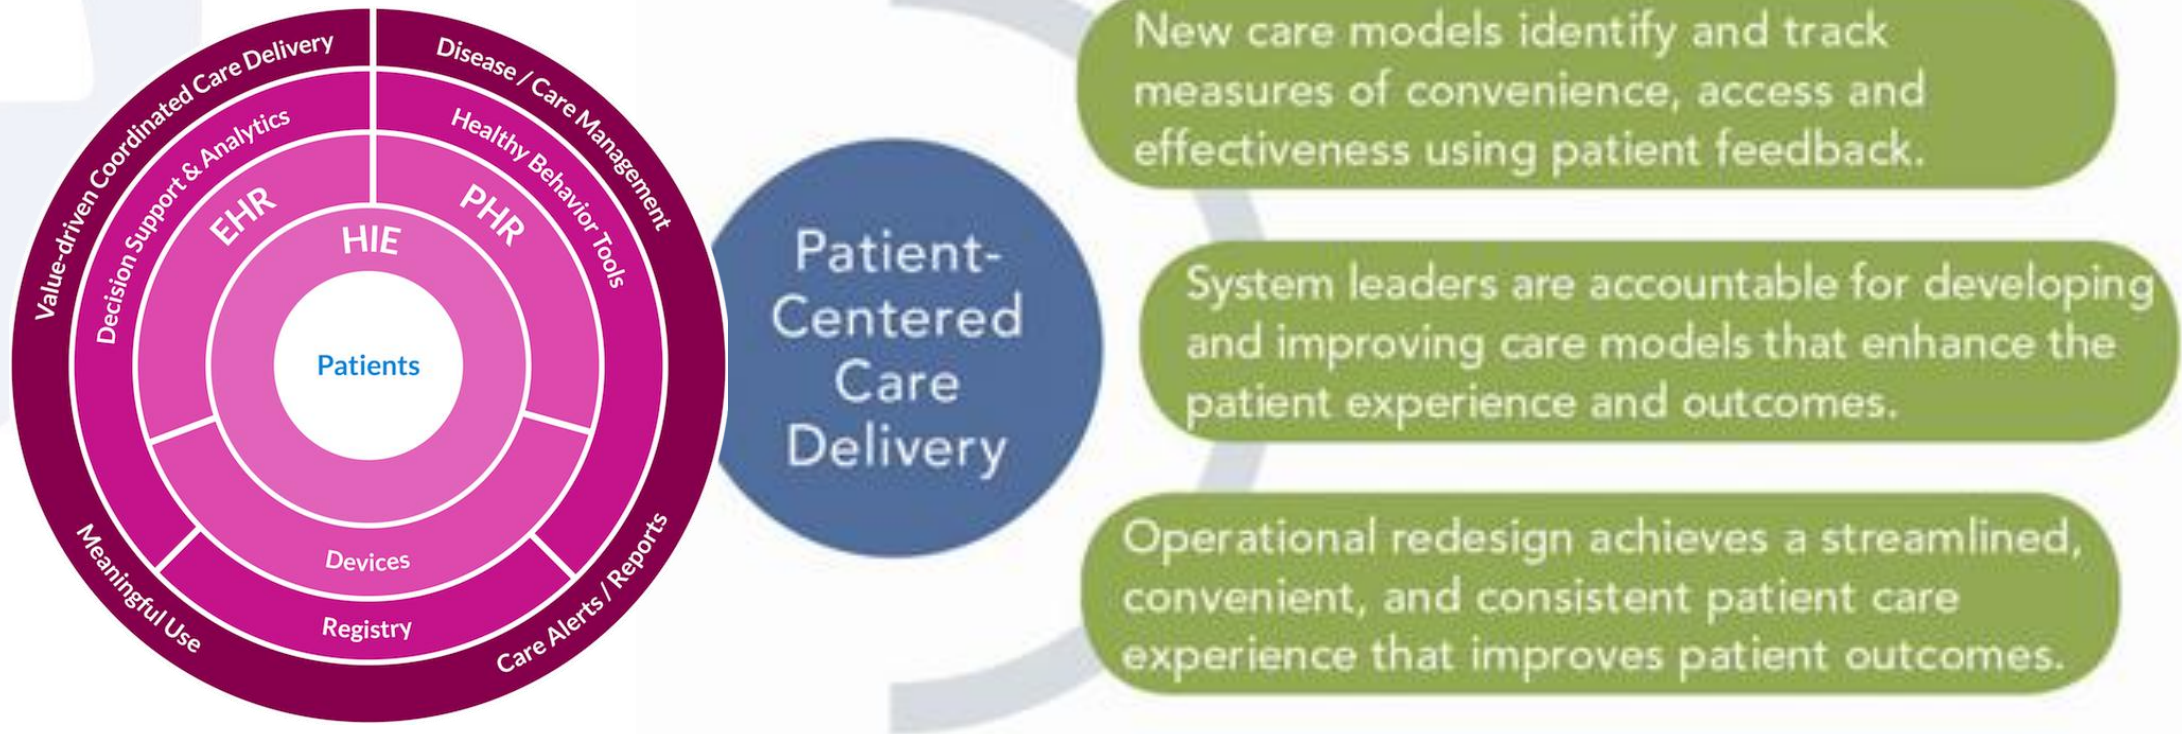 Value-driven Coordinated Care Delivery
Disease / Care Management
Decision Support & Analytics
Healthy Behavior Tools
EHR
PHR
HIE
Patients
Devices
Registry
Meaningful Use
Care Alerts / Reports
Patient-
Centered
Care
Delivery
New care models identify and track
measures of convenience, access and
effectiveness using patient feedback.
System leaders are accountable for developing
and improving care models that enhance the
patient experience and outcomes.
Operational redesign achieves a streamlined,
convenient, and consistent patient care
experience that improves patient outcomes.